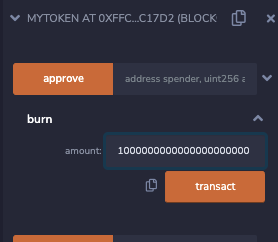 MYTOKEN AT 0XFFC...C17D2 (BLOCK
approve address spender, uint256 a
burn
amount: 1000000000000000000000
transact